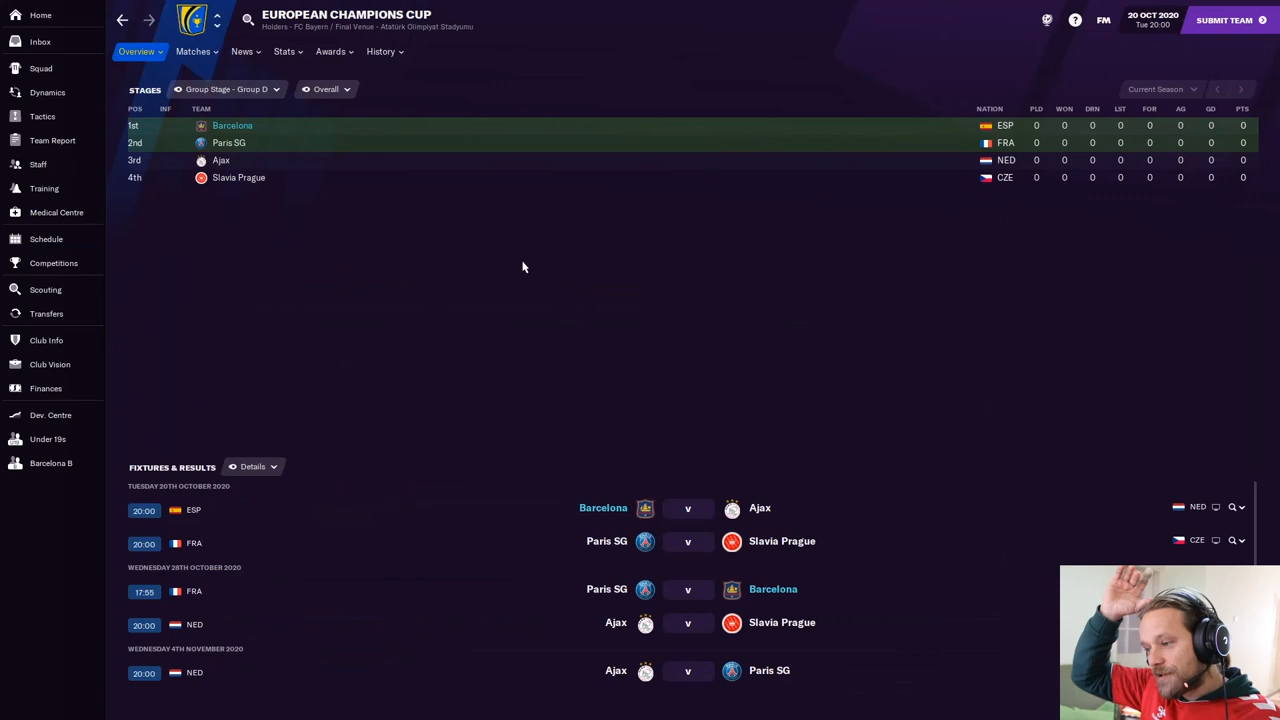 Home
EUROPEAN CHAMPIONS CUP
Holders - FC Bayern / Final Venue - Atatürk Olimpiyat Stadyumu
FM
20 OCT 2020
Tue 20:00
SUBMIT TEAM
Inbox
Overview
Matches
News
Stats
Awards
History
Squad
Dynamics
Tactics
Team Report
Staff
Training
Medical Centre
Schedule
Competitions
Scouting
Transfers
Club Info
Club Vision
Finances
Dev. Centre
Under 19s
Barcelona B
STAGES
Group Stage - Group D
Overall
Current Season
POS INF TEAM NATION PLD WON DRN LST FOR AG GD PTS
1st Barcelona ESP 0 0 0 0 0 0 0 0
2nd Paris SG FRA 0 0 0 0 0 0 0 0
3rd Ajax NED 0 0 0 0 0 0 0 0
4th Slavia Prague CZE 0 0 0 0 0 0 0 0
FIXTURES & RESULTS
Details
TUESDAY 20TH OCTOBER 2020
20:00 ESP Barcelona v Ajax NED
20:00 FRA Paris SG v Slavia Prague CZE
WEDNESDAY 28TH OCTOBER 2020
17:55 FRA Paris SG v Barcelona
20:00 NED Ajax v Slavia Prague
WEDNESDAY 4TH NOVEMBER 2020
20:00 NED Ajax v Paris SG